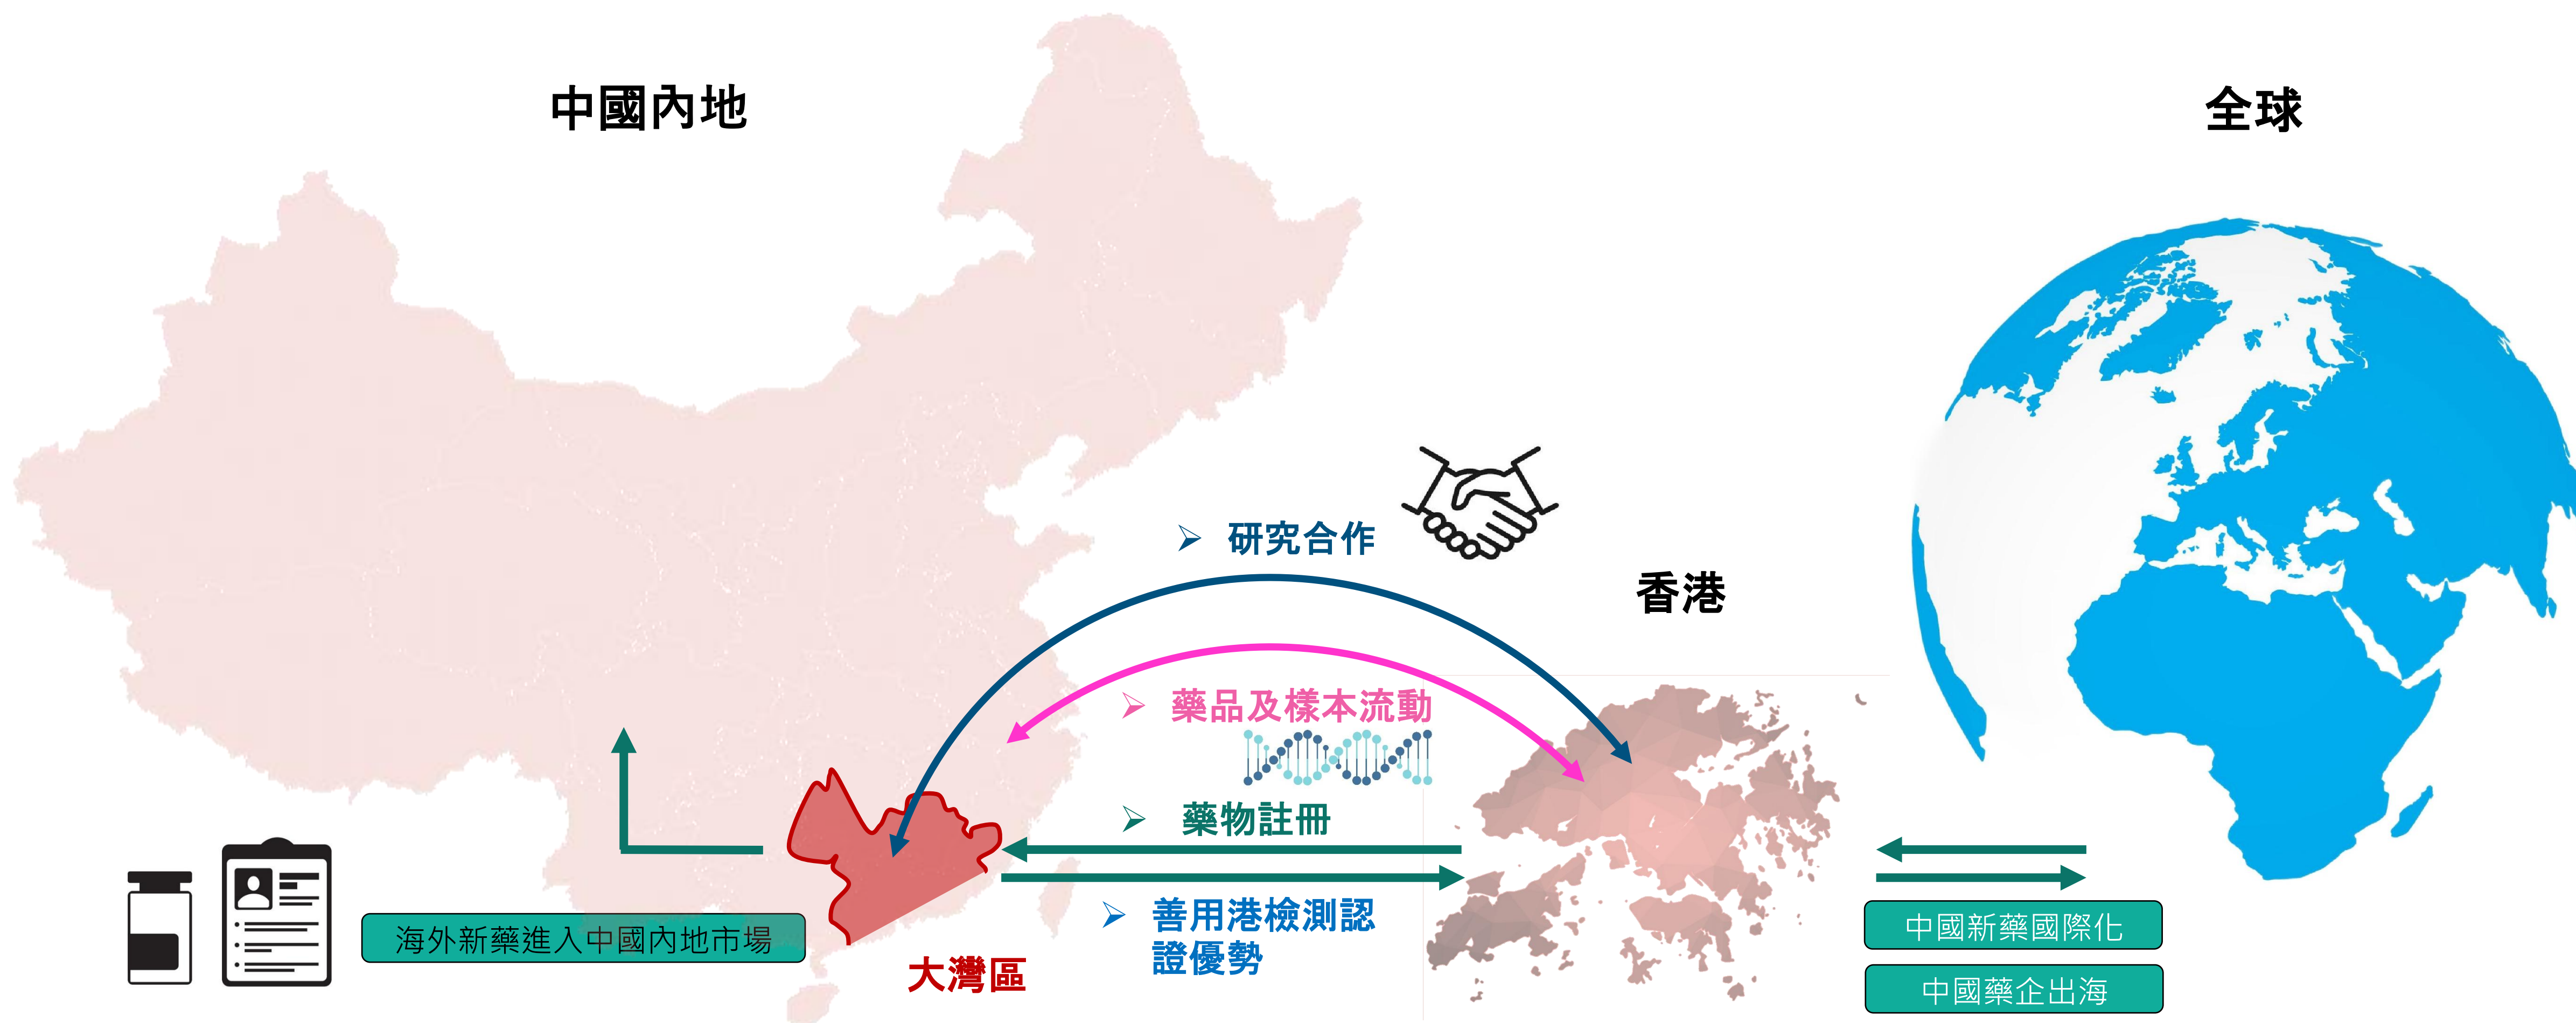 中國內地
全球
研究合作
香港
藥品及樣本流動
藥物註冊
善用港檢測認
證優勢
海外新藥進入中國內地市場
大灣區
中國新藥國際化
中國藥企出海